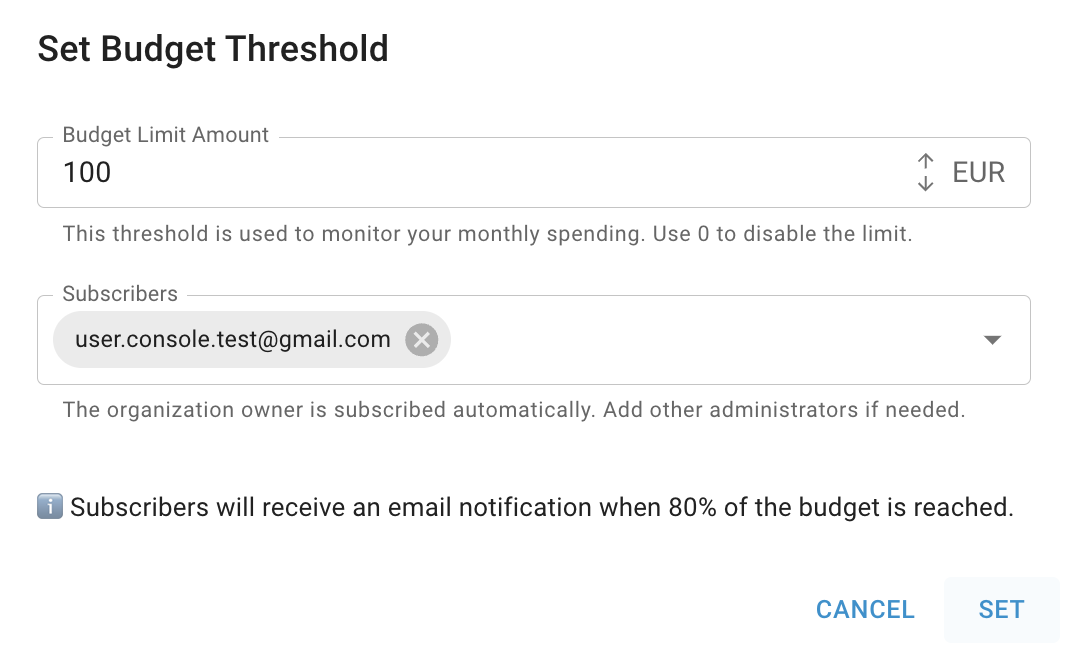 Set Budget Threshold
Budget Limit Amount
100
EUR
This threshold is used to monitor your monthly spending. Use 0 to disable the limit.
Subscribers
user.console.test@gmail.com
The organization owner is subscribed automatically. Add other administrators if needed.
ℹ️ Subscribers will receive an email notification when 80% of the budget is reached.
CANCEL
SET